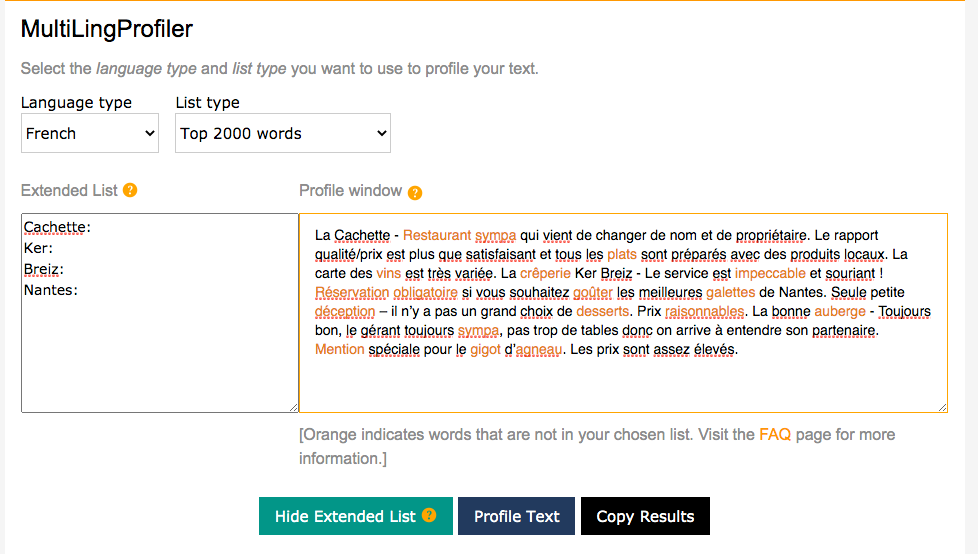 MultiLingProfiler
Select the language type and list type you want to use to profile your text.
Language type List type
French Top 2000 words
Extended List ? Profile window ?
Cachette:
Ker:
Breiz:
Nantes:
La Cachette - Restaurant sympa qui vient de changer de nom et de propriétaire. Le rapport
qualité/prix est plus que satisfaisant et tous les plats sont préparés avec des produits locaux. La
carte des vins est très variée. La crêperie Ker Breiz - Le service est impeccable et souriant !
Réservation obligatoire si vous souhaitez goûter les meilleures galettes de Nantes. Seule petite
déception – il n’y a pas un grand choix de desserts. Prix raisonnables. La bonne auberge - Toujours
bon, le gérant toujours sympa, pas trop de tables donc on arrive à entendre son partenaire.
Mention spéciale pour le gigot d’agneau. Les prix sont assez élevés.
[Orange indicates words that are not in your chosen list. Visit the FAQ page for more
information.]
Hide Extended List ? Profile Text Copy Results